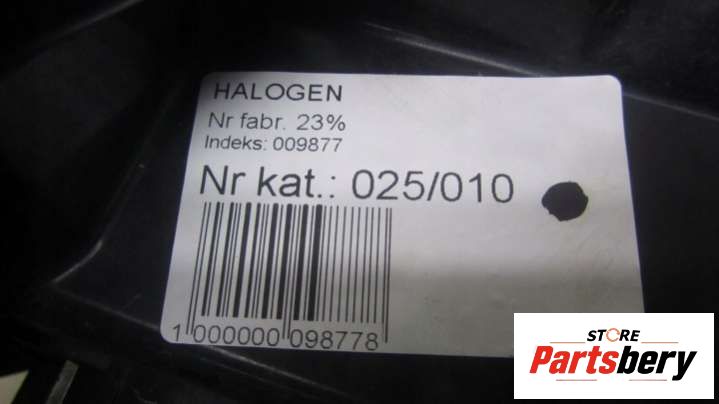 HALOGEN
Nr fabr. 23%
Indeks: 009877
Nr kat.: 025/010
1 000000 098778
STORE
Partsbery